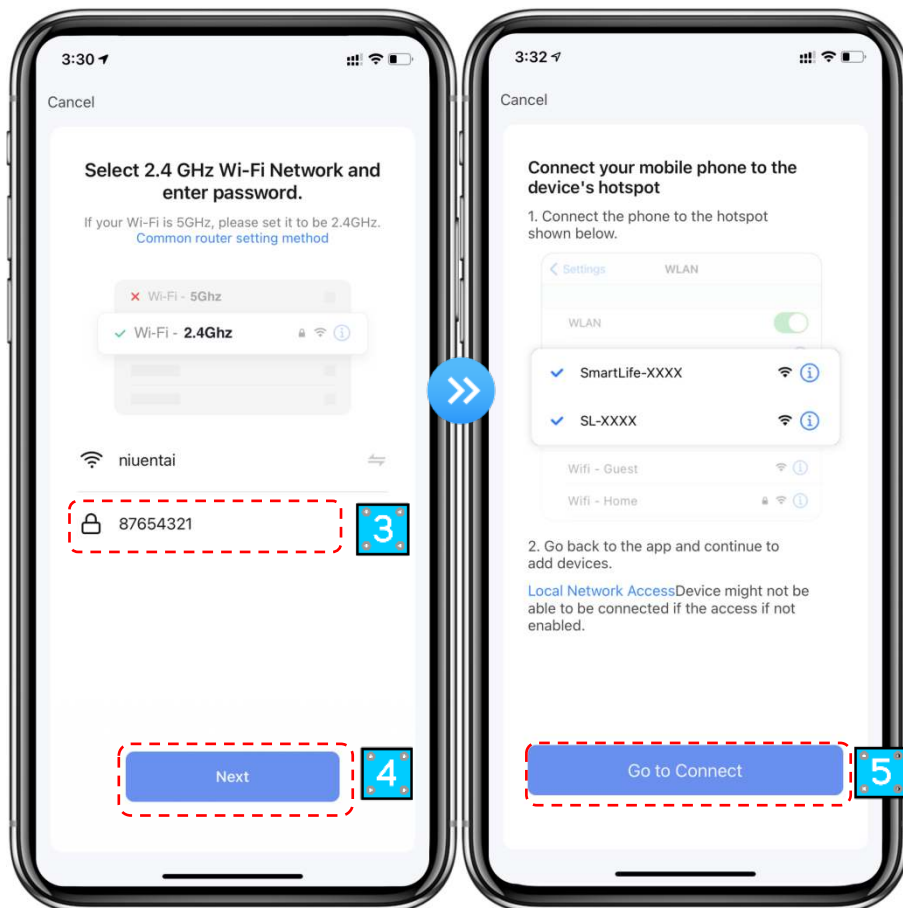 3:30
Cancel
Select 2.4 GHz Wi-Fi Network and
enter password.
If your Wi-Fi is 5GHz, please set it to be 2.4GHz.
Common router setting method
Wi-Fi - 5Ghz
Wi-Fi - 2.4Ghz
niuentai
87654321
3
Next
4
3:32
Cancel
Connect your mobile phone to the
device's hotspot
1. Connect the phone to the hotspot
shown below.
Settings WLAN
WLAN
SmartLife-XXXX
SL-XXXX
Wifi - Guest
Wifi - Home
2. Go back to the app and continue to
add devices.
Local Network AccessDevice might not be
able to be connected if the access if not
enabled.
Go to Connect
5